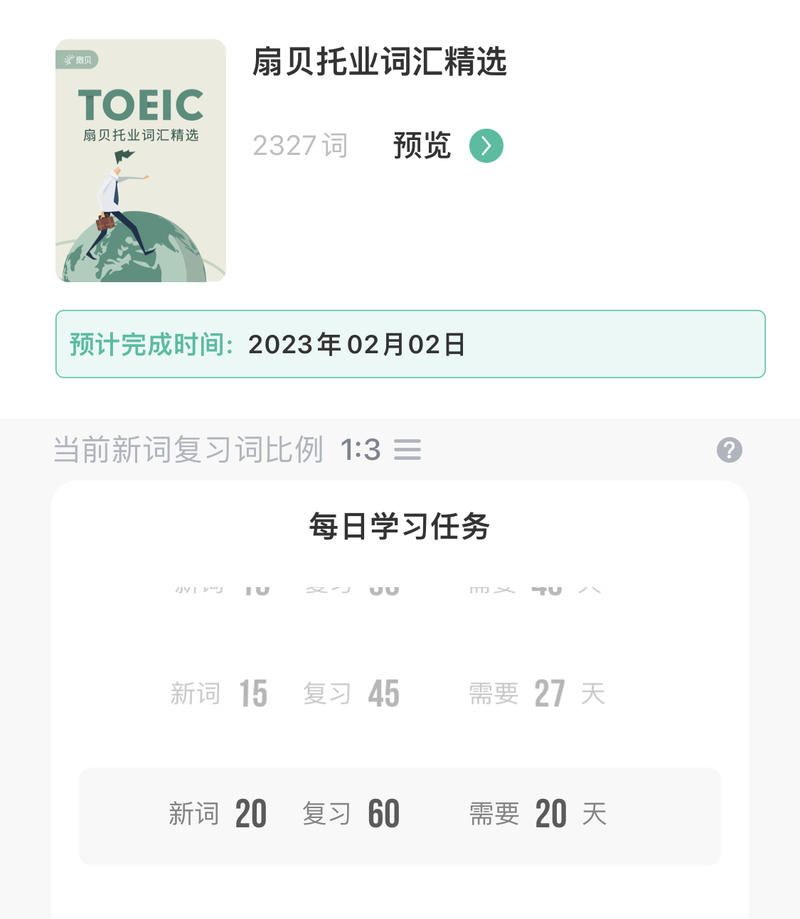 扇贝
TOEIC
扇贝托业词汇精选
扇贝托业词汇精选
2327词 预览
预计完成时间: 2023年02月02日
当前新词复习词比例 1:3
?
每日学习任务
新词 15 复习 45 需要 27 天
新词 20 复习 60 需要 20 天